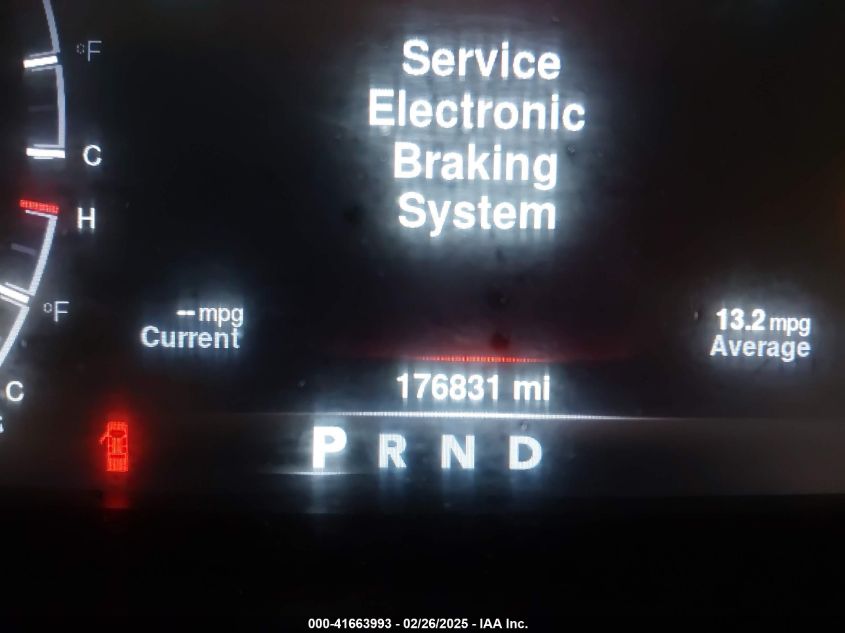 °F
C
H
°F
C
Service
Electronic
Braking
System
-- mpg
Current
13.2 mpg
Average
176831 mi
P R N D
000-41663993 - 02/26/2025 - IAA Inc.